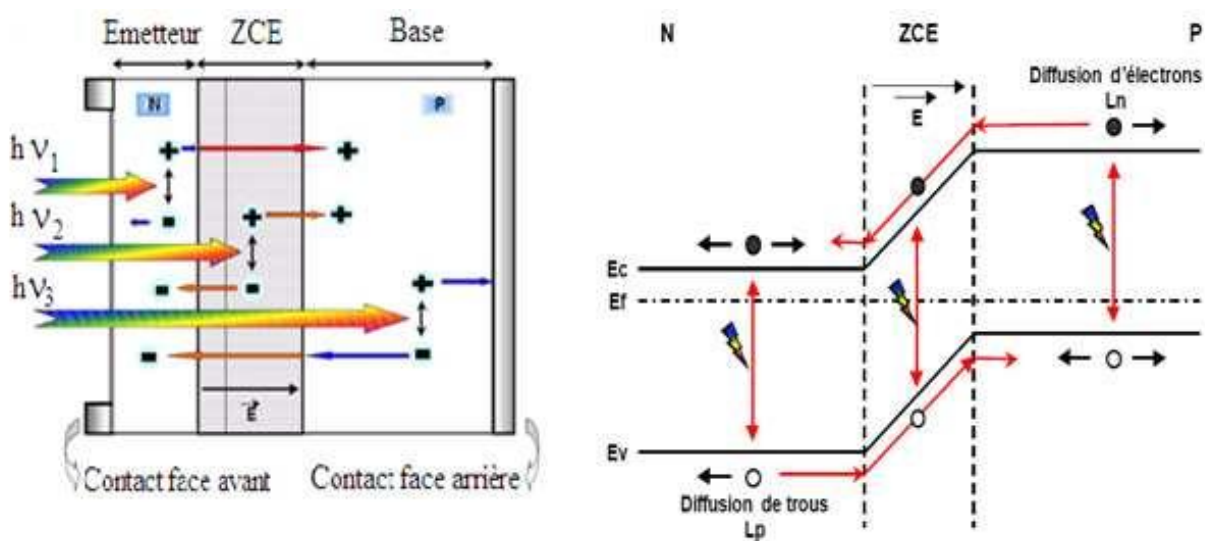 Emetteur ZCE Base
N P
h ν1
h ν2
hν3
E
Contact face avant Contact face arrière
N ZCE P
Diffusion d'électrons
Ln
E
Ec
Ef
Ev
Diffusion de trous
Lp